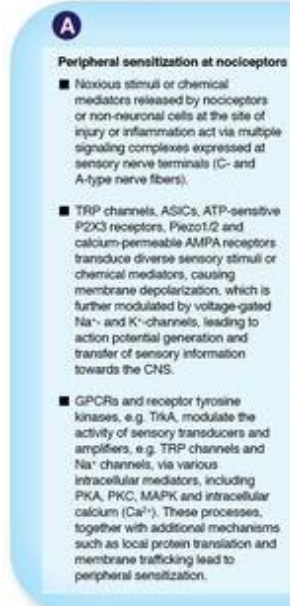 A
Peripheral sensitization at nociceptors
■ Noxious stimuli or chemical
mediators released by nociceptors
or non-neuronal cells at the site of
injury or inflammation act via multiple
signaling complexes expressed at
sensory nerve terminals (C- and
A-type nerve fibers).
■ TRP channels, ASICs, ATP-sensitive
P2X3 receptors, Piezo1/2 and
calcium-permeable AMPA receptors
transduce diverse sensory stimuli or
chemical mediators, causing
membrane depolarization, which is
further modulated by voltage-gated
Na⁺- and K⁺-channels, leading to
action potential generation and
transfer of sensory information
towards the CNS.
■ GPCRs and receptor tyrosine
kinases, e.g. TrkA, modulate the
activity of sensory transducers and
amplifiers, e.g. TRP channels and
Na⁺ channels, via various
intracellular mediators, including
PKA, PKC, MAPK and intracellular
calcium (Ca²⁺). These processes,
together with additional mechanisms
such as local protein translation and
membrane trafficking lead to
peripheral sensitization.